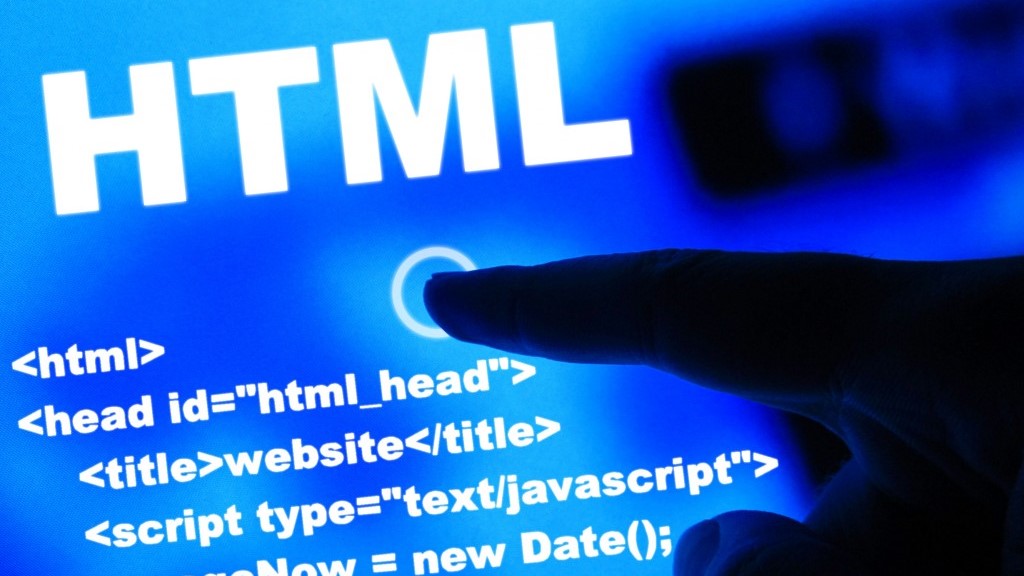 HTML
<html>
<head id="html_head">
<title>website</title>
<script type="text/javascript">
= new Date();